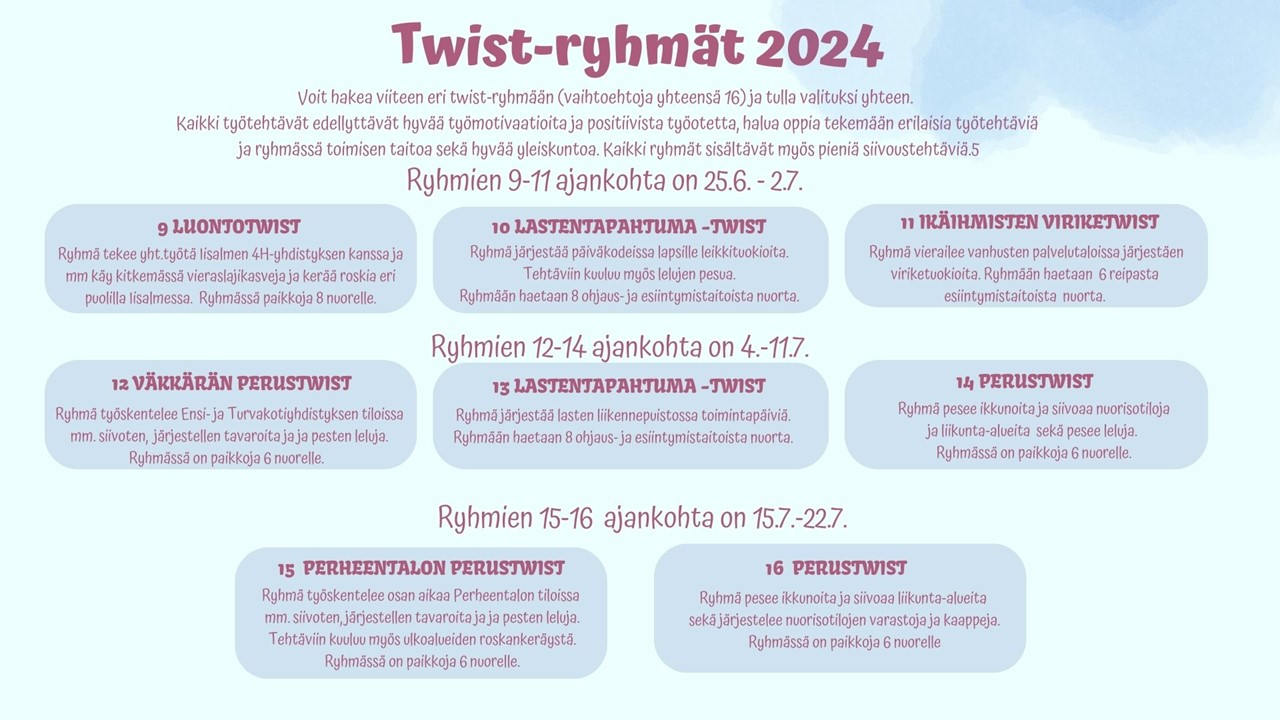 Twist-ryhmät 2024
Voit hakea viiteen eri twist-ryhmään (vaihtoehtoja yhteensä 16) ja tulla valituksi yhteen.
Kaikki työtehtävät edellyttävät hyvää työmotivaatioita ja positiivista työotetta, halua oppia tekemään erilaisia työtehtäviä
ja ryhmässä toimisen taitoa sekä hyvää yleiskuntoa. Kaikki ryhmät sisältävät myös pieniä siivoustehtäviä.5
Ryhmien 9-11 ajankohta on 25.6. - 2.7.
9 LUONTOTWIST
Ryhmä tekee yht.työtä Iisalmen 4H-yhdistyksen kanssa ja
mm käy kitkemässä vieraslajikasveja ja kerää roskia eri
puolilla Iisalmessa. Ryhmässä paikkoja 8 nuorelle.
10 LASTENTAPAHTUMA -TWIST
Ryhmä järjestää päiväkodeissa lapsille leikkituokioita.
Tehtäviin kuuluu myös lelujen pesua.
Ryhmään haetaan 8 ohjaus- ja esiintymistaitoista nuorta.
11 IKÄIHMISTEN VIRIKETWIST
Ryhmä vierailee vanhusten palvelutaloissa järjestäen
viriketuokioita. Ryhmään haetaan 6 reipasta
esiintymistaitoista nuorta.
Ryhmien 12-14 ajankohta on 4.-11.7.
12 VÄKKÄRÄN PERUSTWIST
Ryhmä työskentelee Ensi- ja Turvakotiyhdistyksen tiloissa
mm. siivoten, järjestellen tavaroita ja ja pesten leluja.
Ryhmässä on paikkoja 6 nuorelle.
13 LASTENTAPAHTUMA -TWIST
Ryhmä järjestää lasten liikennepuistossa toimintapäiviä.
Ryhmään haetaan 8 ohjaus- ja esiintymistaitoista nuorta.
14 PERUSTWIST
Ryhmä pesee ikkunoita ja siivoaa nuorisotiloja
ja liikunta-alueita sekä pesee leluja.
Ryhmässä on paikkoja 6 nuorelle.
Ryhmien 15-16 ajankohta on 15.7.-22.7.
15 PERHEENTALON PERUSTWIST
Ryhmä työskentelee osan aikaa Perheentalon tiloissa
mm. siivoten, järjestellen tavaroita ja ja pesten leluja.
Tehtäviin kuuluu myös ulkoalueiden roskankeräystä.
Ryhmässä on paikkoja 6 nuorelle.
16 PERUSTWIST
Ryhmä pesee ikkunoita ja siivoaa liikunta-alueita
sekä järjestelee nuorisotilojen varastoja ja kaappeja.
Ryhmässä on paikkoja 6 nuorelle